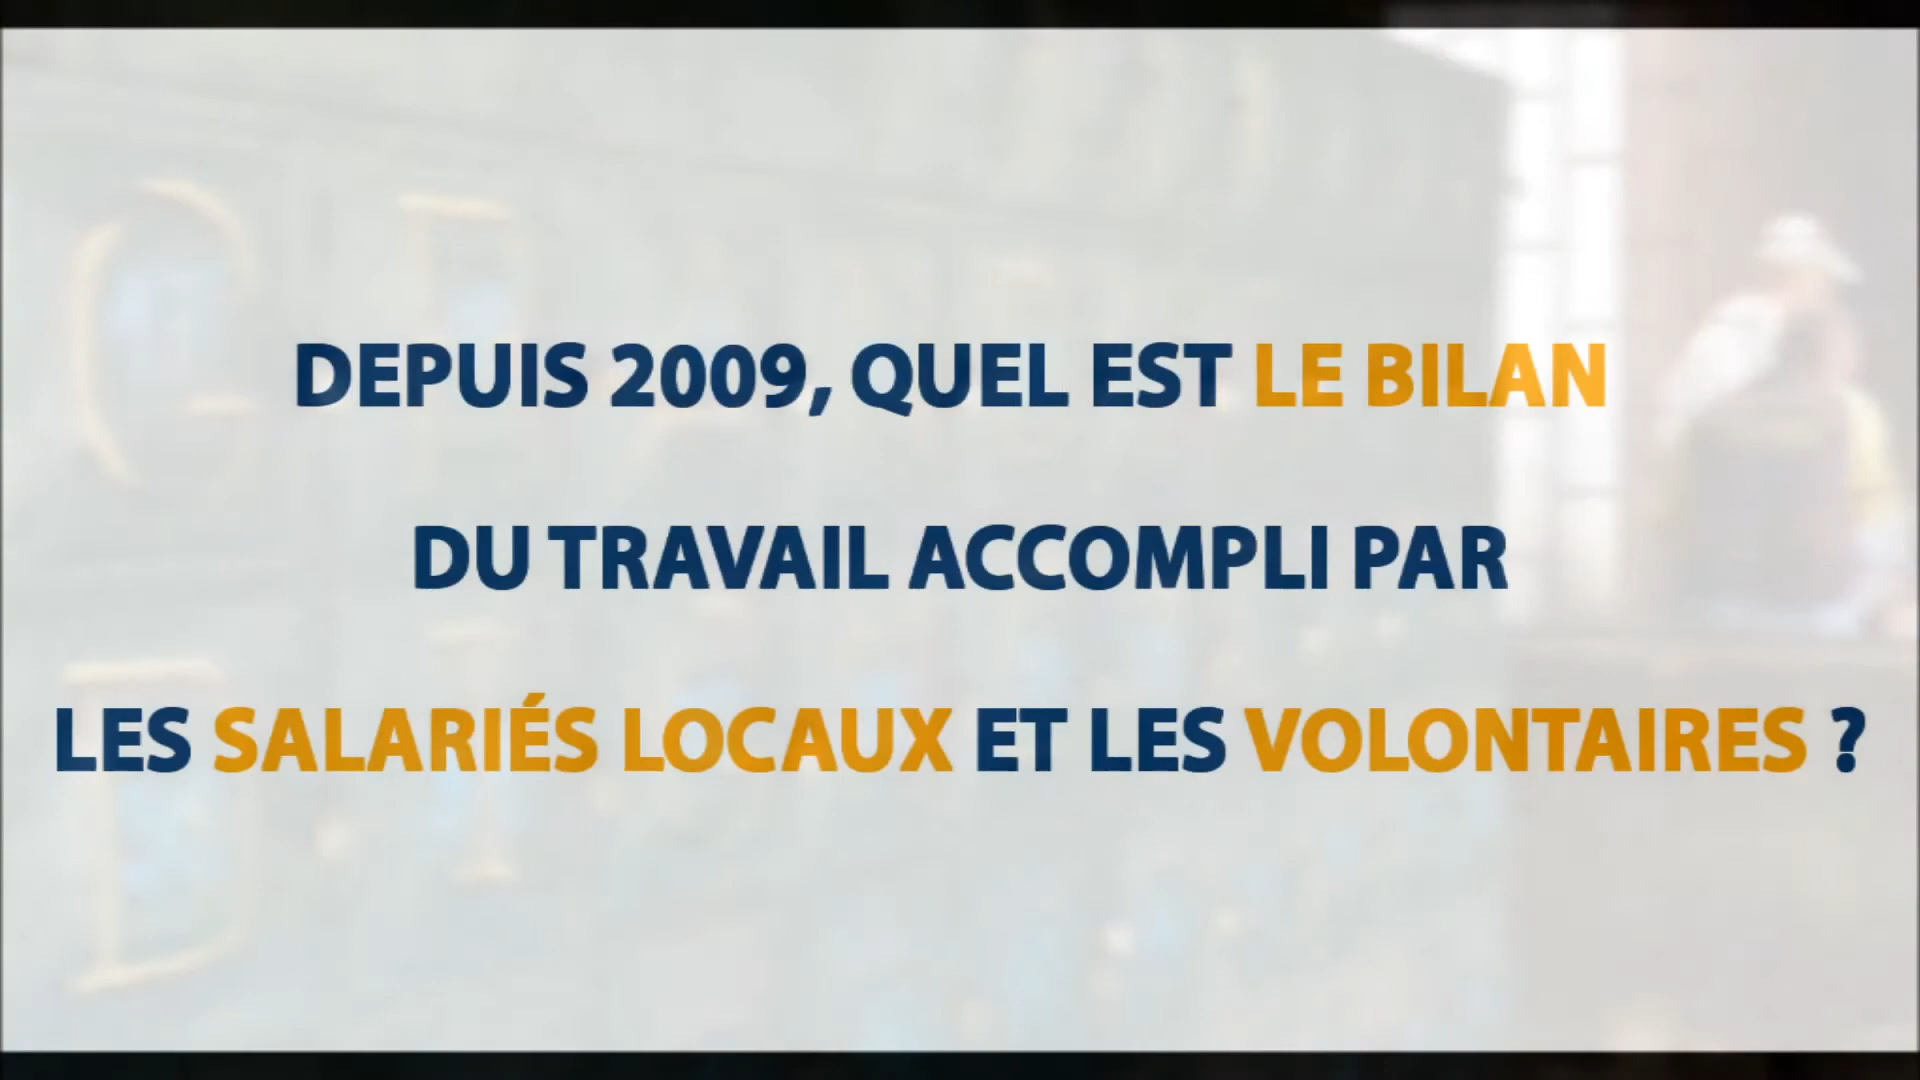 DEPUIS 2009, QUEL EST LE BILAN
DU TRAVAIL ACCOMPLI PAR
LES SALARIÉS LOCAUX ET LES VOLONTAIRES ?